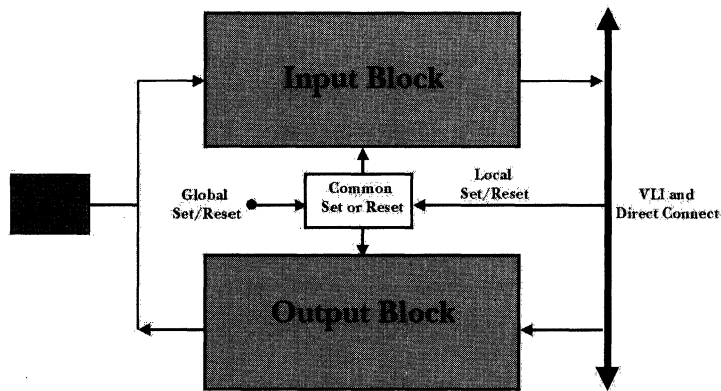 Input Block
Global
Set/Reset
Common
Set or Reset
Local
Set/Reset
VLI and
Direct Connect
Output Block